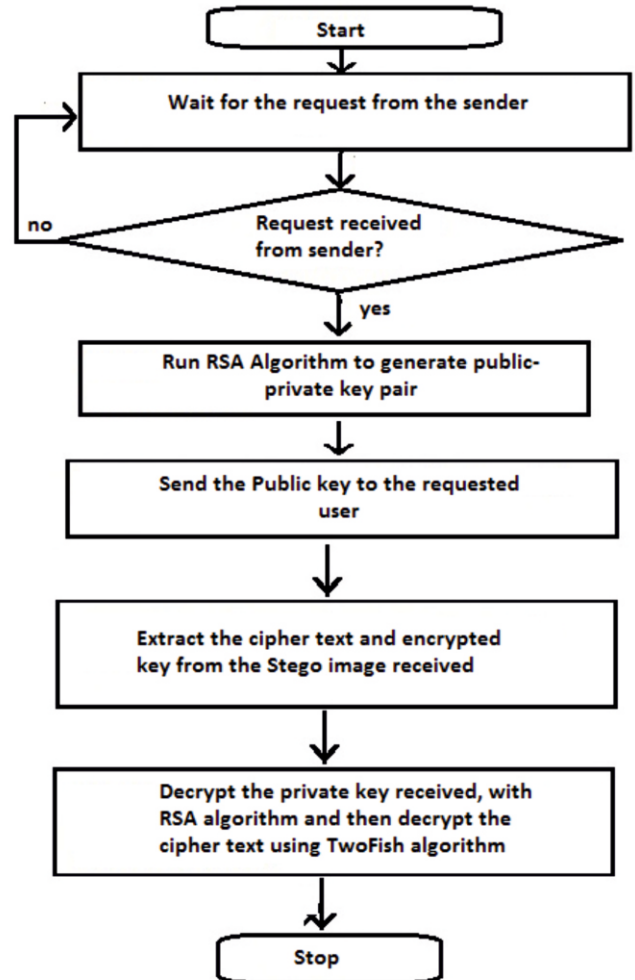 Start
Wait for the request from the sender
Request received
from sender?
no
yes
Run RSA Algorithm to generate public-
private key pair
Send the Public key to the requested
user
Extract the cipher text and encrypted
key from the Stego image received
Decrypt the private key received, with
RSA algorithm and then decrypt the
cipher text using TwoFish algorithm
Stop